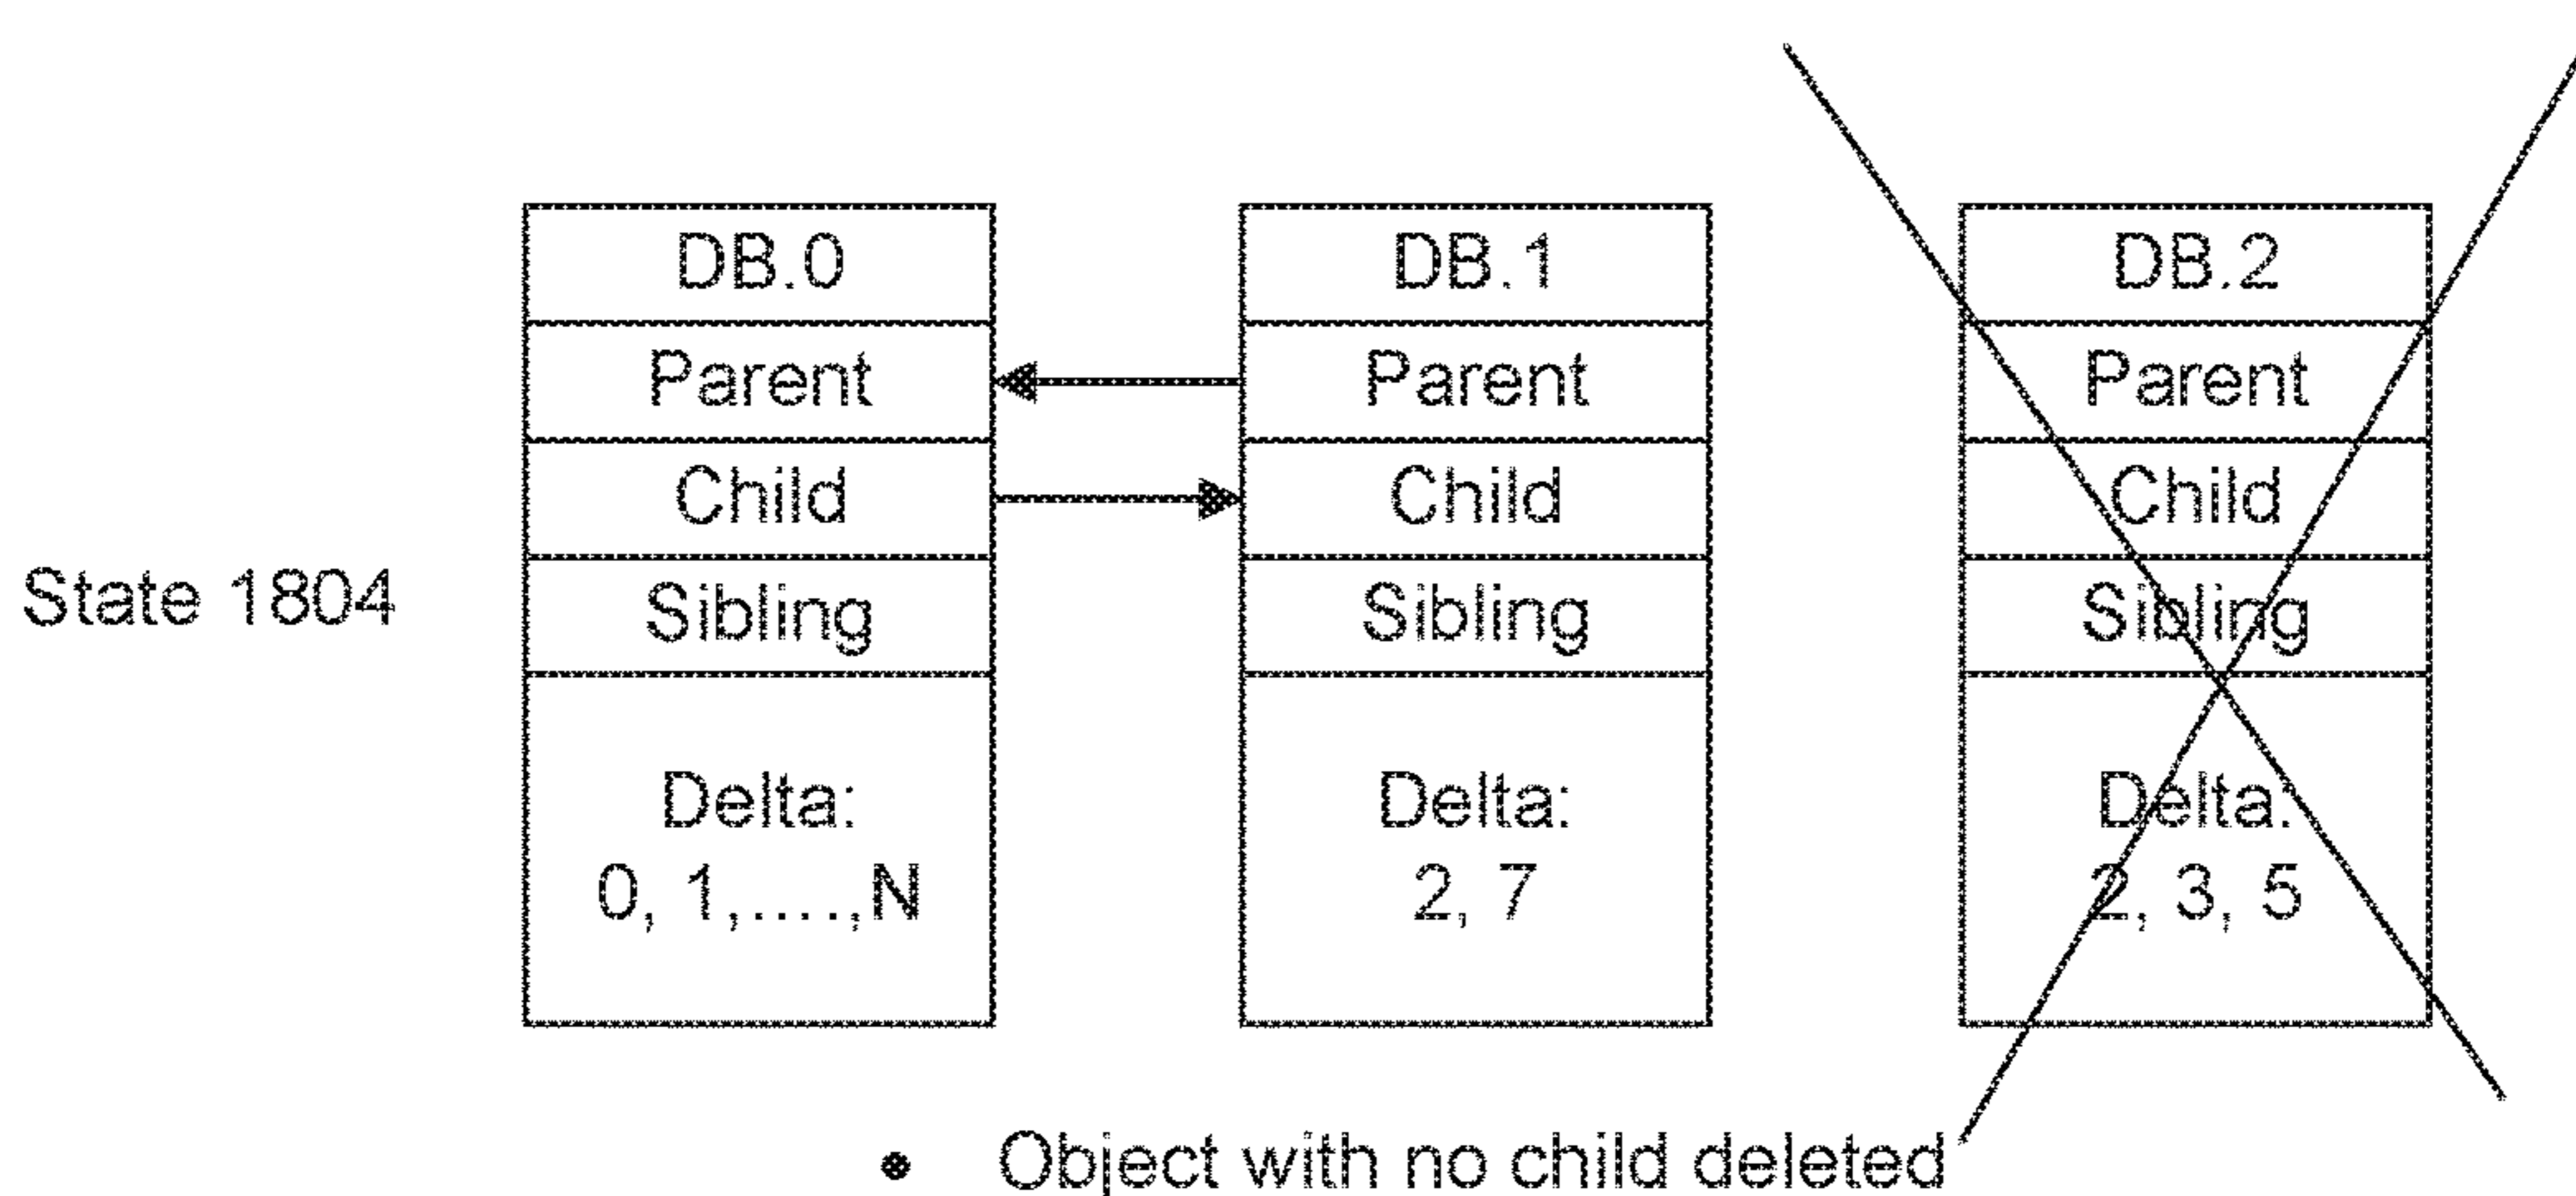 State 1804
DB.0
Parent
Child
Sibling
Delta:
0, 1,....,N
DB.1
Parent
Child
Sibling
Delta:
2, 7
DB.2
Parent
Child
Sibling
Delta:
2, 3, 5
Object with no child deleted